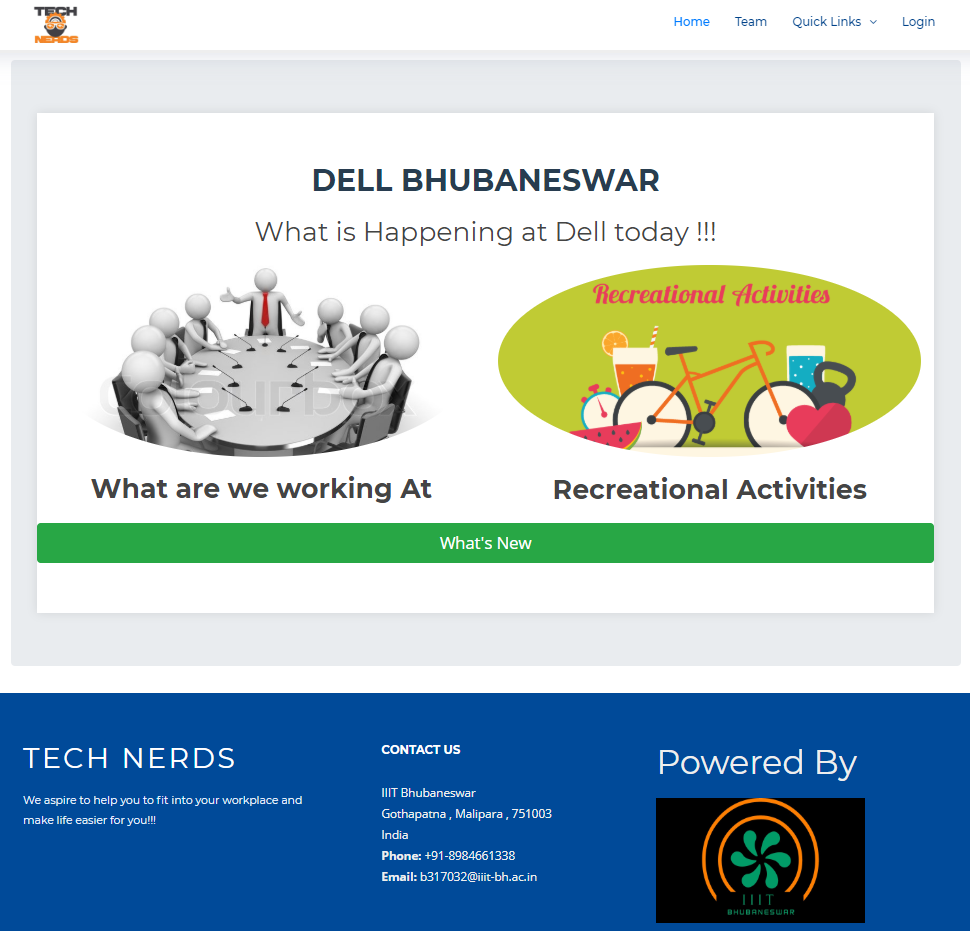 TECH
NERDS
Home
Team
Quick Links
Login
DELL BHUBANESWAR
What is Happening at Dell today !!!
colourbox
Recreational Activities
What are we working At
Recreational Activities
What's New
TECH NERDS
We aspire to help you to fit into your workplace and
make life easier for you!!!
CONTACT US
IIIT Bhubaneswar
Gothapatna , Malipara , 751003
India
Phone: +91-8984661338
Email: b317032@iiit-bh.ac.in
Powered By
IIIT
BHUBANESWAR